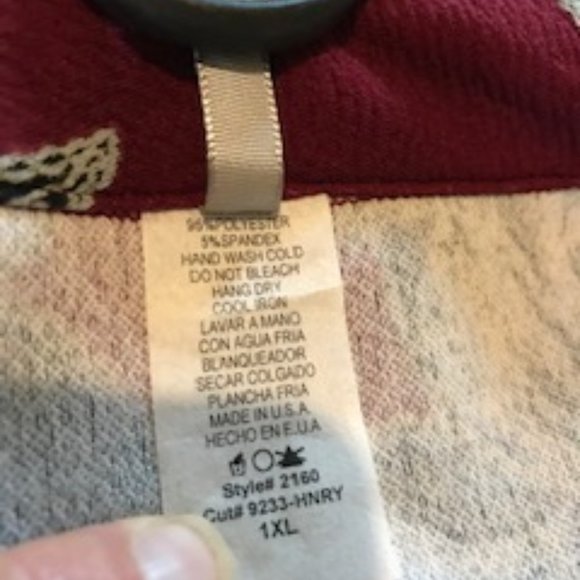 95%POLYESTER
5%SPANDEX
HAND WASH COLD
DO NOT BLEACH
HANG DRY
COOL IRON
LAVAR A MANO
CON AGUA FRIA
BLANQUEADOR
SECAR COLGADO
PLANCHA FRIA
MADE IN U.S.A
HECHO EN E.U.A
Style# 2160
Cut# 9233-HNRY
1XL